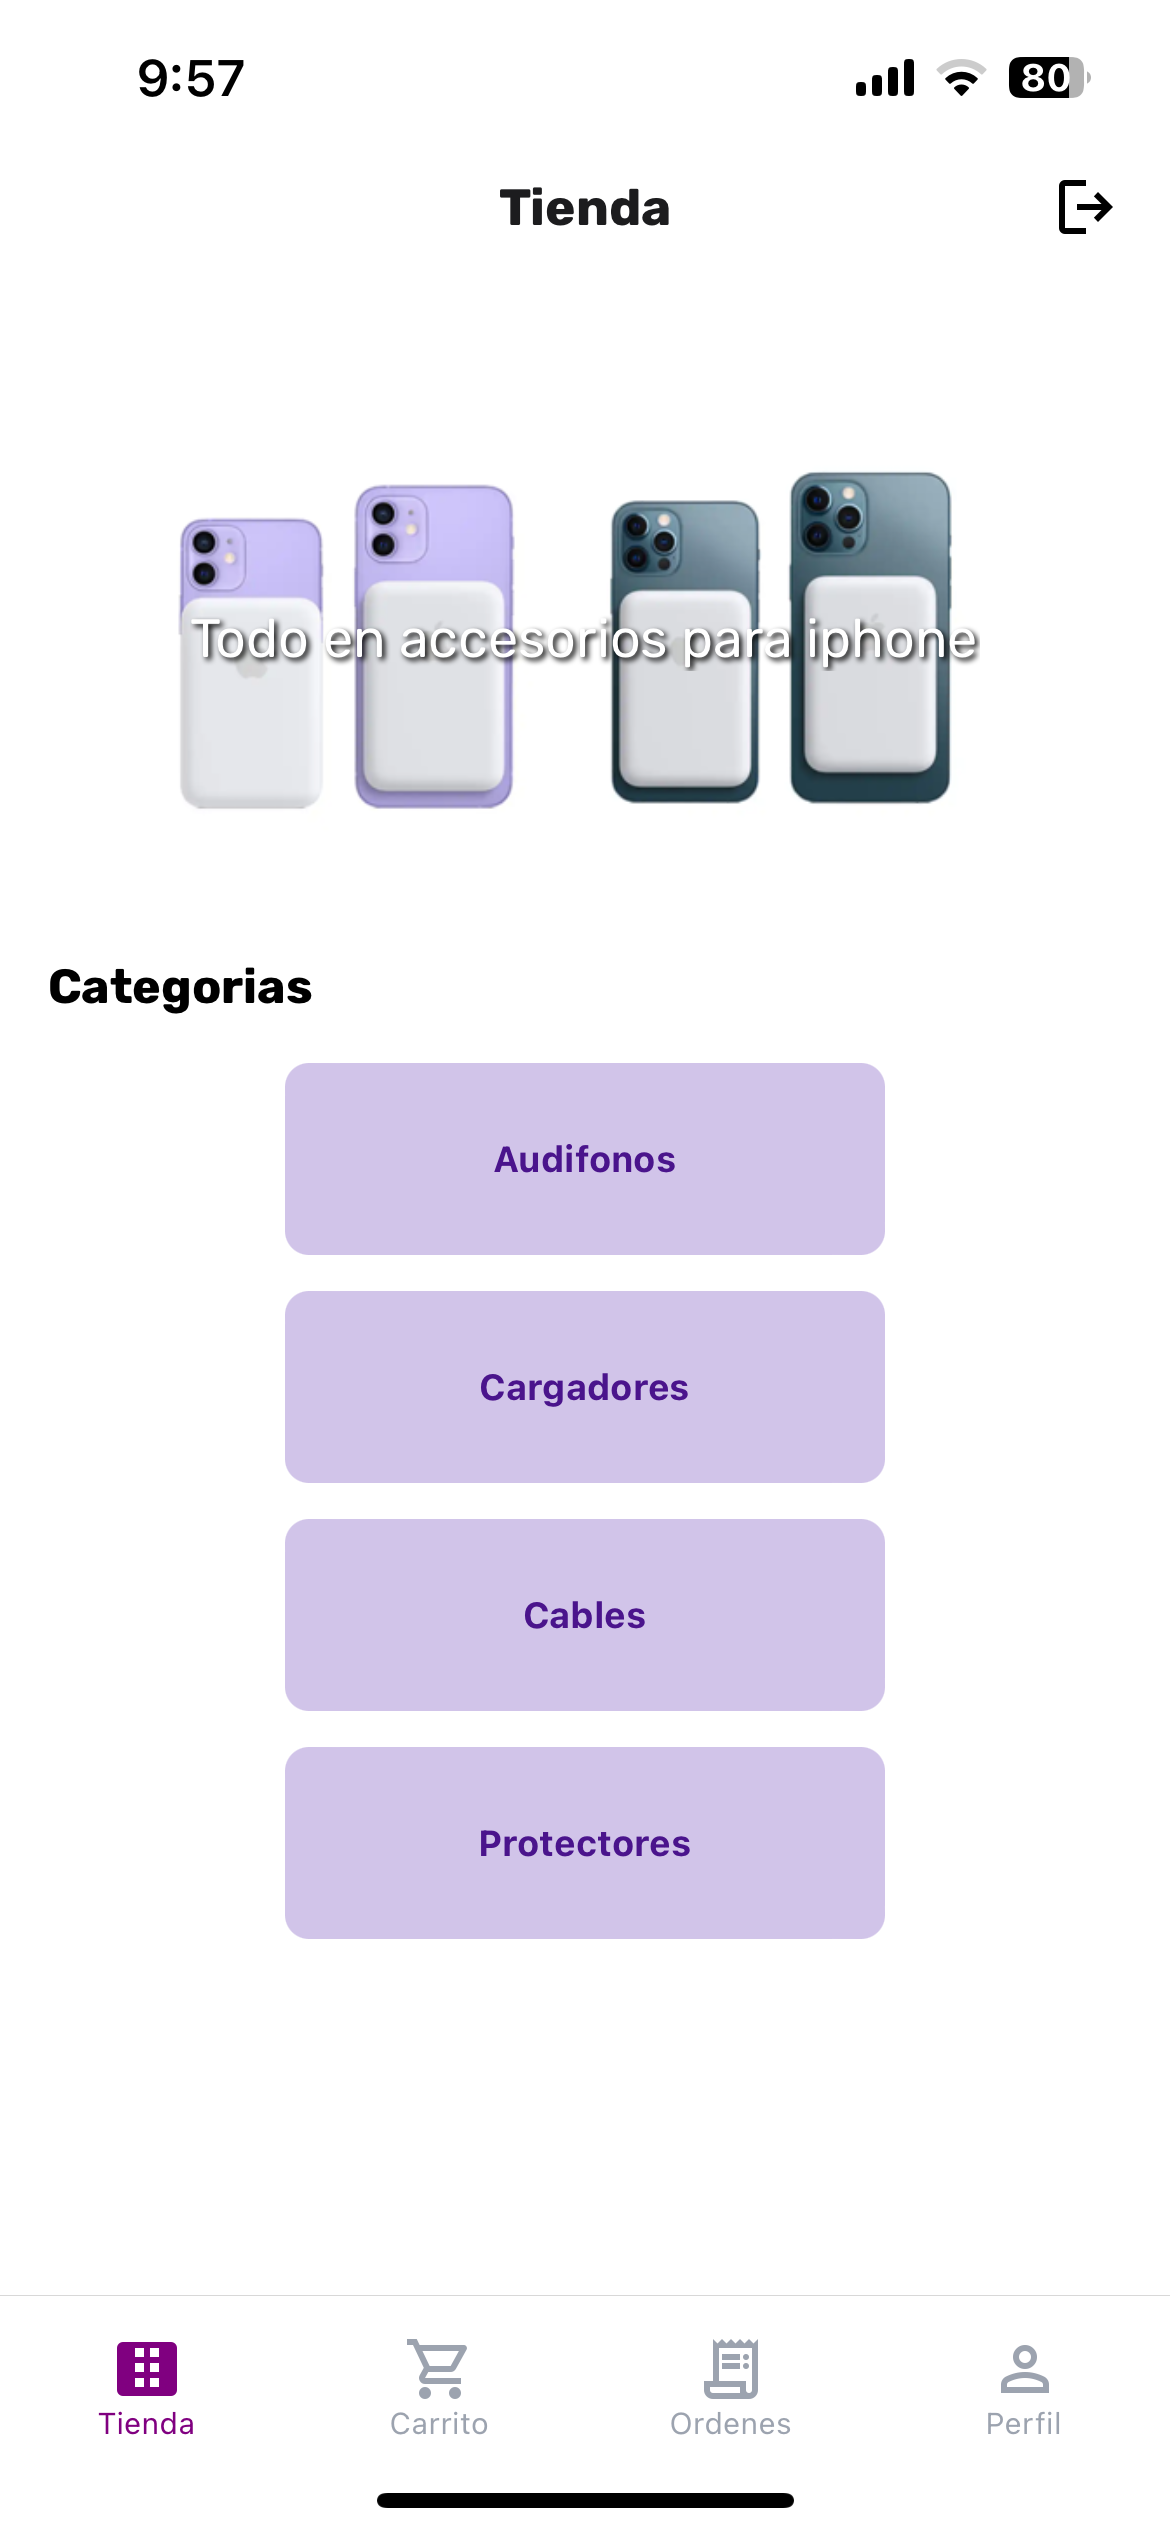 9:57
80
Tienda
Todo en accesorios para iphone
Categorias
Audifonos
Cargadores
Cables
Protectores
Tienda
Carrito
Ordenes
Perfil